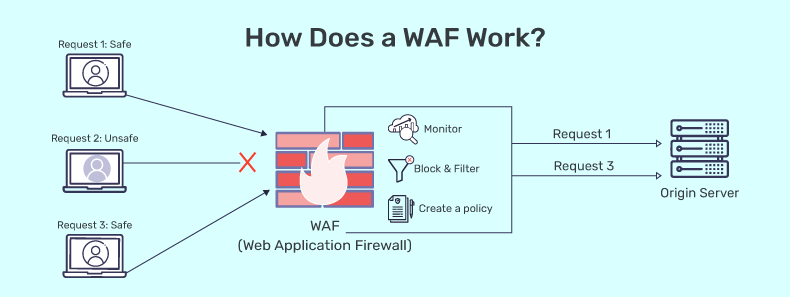 How Does a WAF Work?
Request 1: Safe
Request 2: Unsafe
Request 3: Safe
WAF
(Web Application Firewall)
Monitor
Block & Filter
Create a policy
Request 1
Request 3
Origin Server